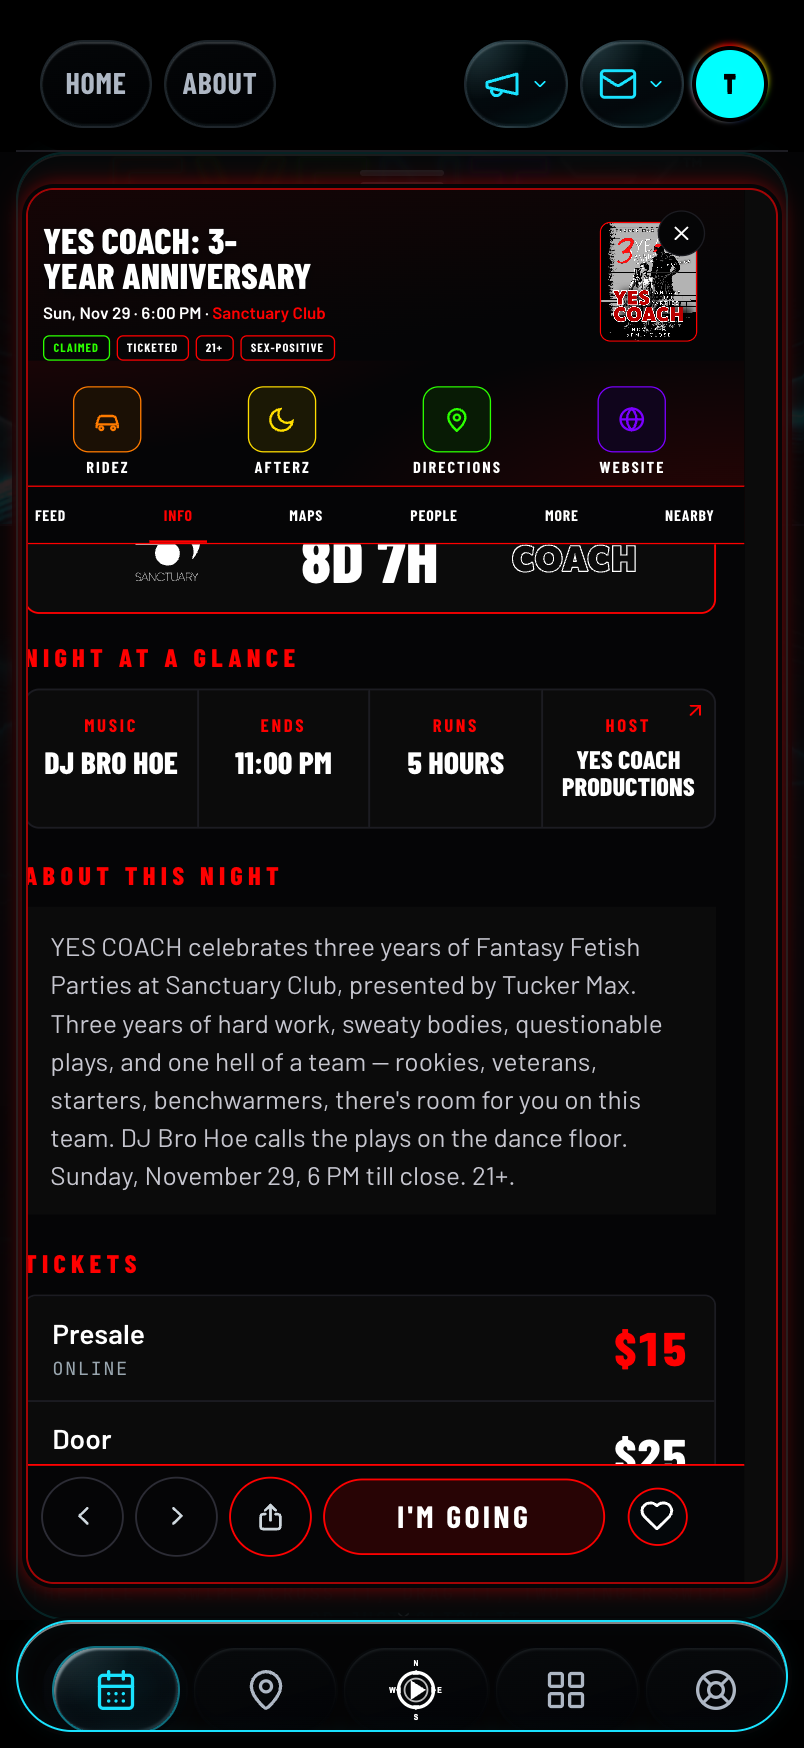 HOME
ABOUT
T
YES COACH: 3-
YEAR ANNIVERSARY
Sun, Nov 29 · 6:00 PM · Sanctuary Club
CLAIMED
TICKETED
21+
SEX-POSITIVE
3
YES
COACH
RIDEZ
AFTERZ
DIRECTIONS
WEBSITE
FEED
INFO
MAPS
PEOPLE
MORE
NEARBY
SANCTUARY
8D 7H
COACH
NIGHT AT A GLANCE
MUSIC
DJ BRO HOE
ENDS
11:00 PM
RUNS
5 HOURS
HOST
YES COACH
PRODUCTIONS
ABOUT THIS NIGHT
YES COACH celebrates three years of Fantasy Fetish
Parties at Sanctuary Club, presented by Tucker Max.
Three years of hard work, sweaty bodies, questionable
plays, and one hell of a team — rookies, veterans,
starters, benchwarmers, there's room for you on this
team. DJ Bro Hoe calls the plays on the dance floor.
Sunday, November 29, 6 PM till close. 21+.
TICKETS
Presale
ONLINE
$15
Door
$25
I'M GOING
N
W
E
S